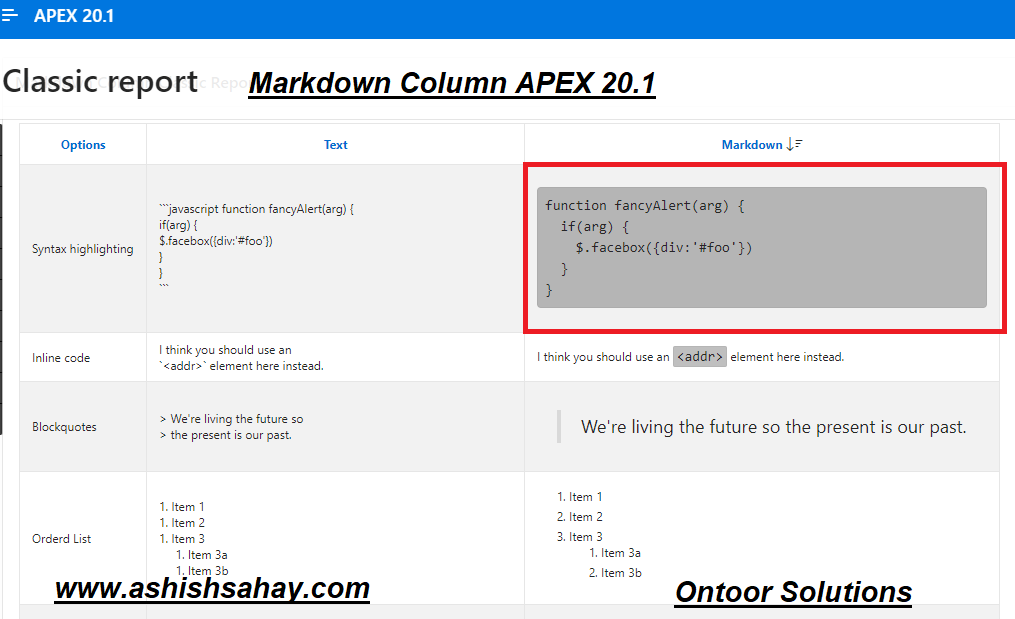 APEX 20.1
Classic report
Markdown Column APEX 20.1
Options
Text
Markdown
Syntax highlighting
```javascript function fancyAlert(arg) {
if(arg) {
$.facebox({div:'#foo'})
}
}
```
function fancyAlert(arg) {
if(arg) {
$.facebox({div:'#foo'})
}
}
Inline code
I think you should use an
`<addr>` element here instead.
I think you should use an <addr> element here instead.
Blockquotes
> We're living the future so
> the present is our past.
We're living the future so the present is our past.
Orderd List
1. Item 1
1. Item 2
1. Item 3
1. Item 3a
1. Item 3b
1. Item 1
2. Item 2
3. Item 3
1. Item 3a
2. Item 3b
www.ashishsahay.com
Ontoor Solutions